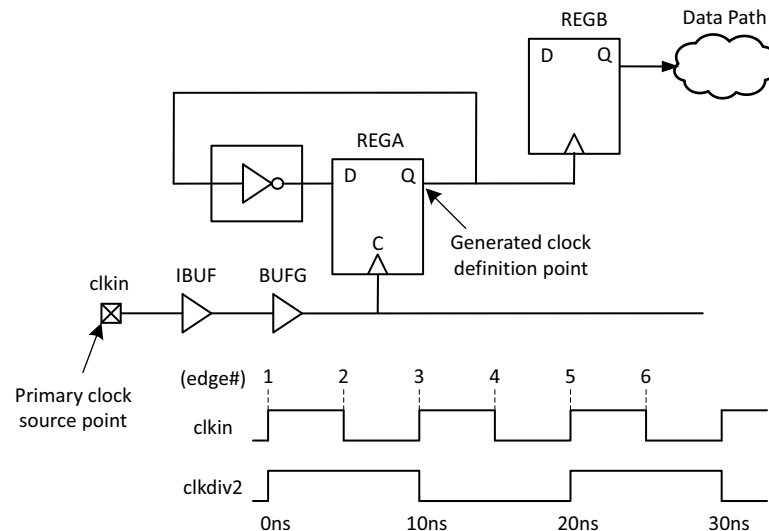 REGB
Data Path
D
Q
REGA
D
Q
C
Generated clock
definition point
clkin
IBUF
BUFG
Primary clock
source point
(edge#) 1 2 3 4 5 6
clkin
clkdiv2
0ns 10ns 20ns 30ns